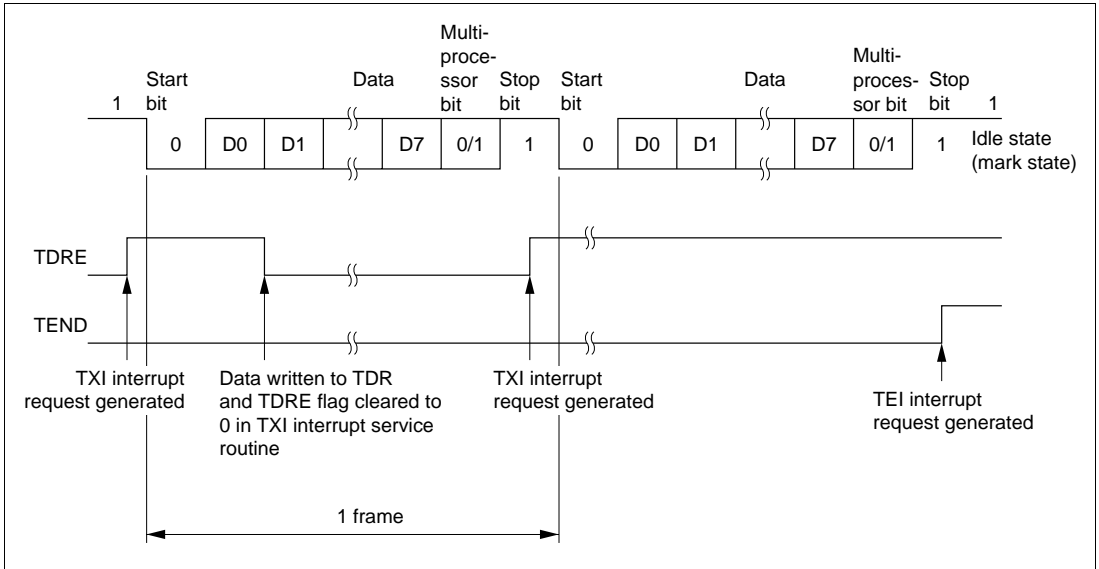 Multi-
proce-
ssor
bit
Multi-
proces-
sor bit
Start
bit
Data
Stop
bit
Start
bit
Data
Stop
bit
1
1
0 D0 D1 D7 0/1 1 0 D0 D1 D7 0/1 1
Idle state
(mark state)
TDRE
TEND
TXI interrupt
request generated
Data written to TDR
and TDRE flag cleared to
0 in TXI interrupt service
routine
TXI interrupt
request generated
TEI interrupt
request generated
1 frame